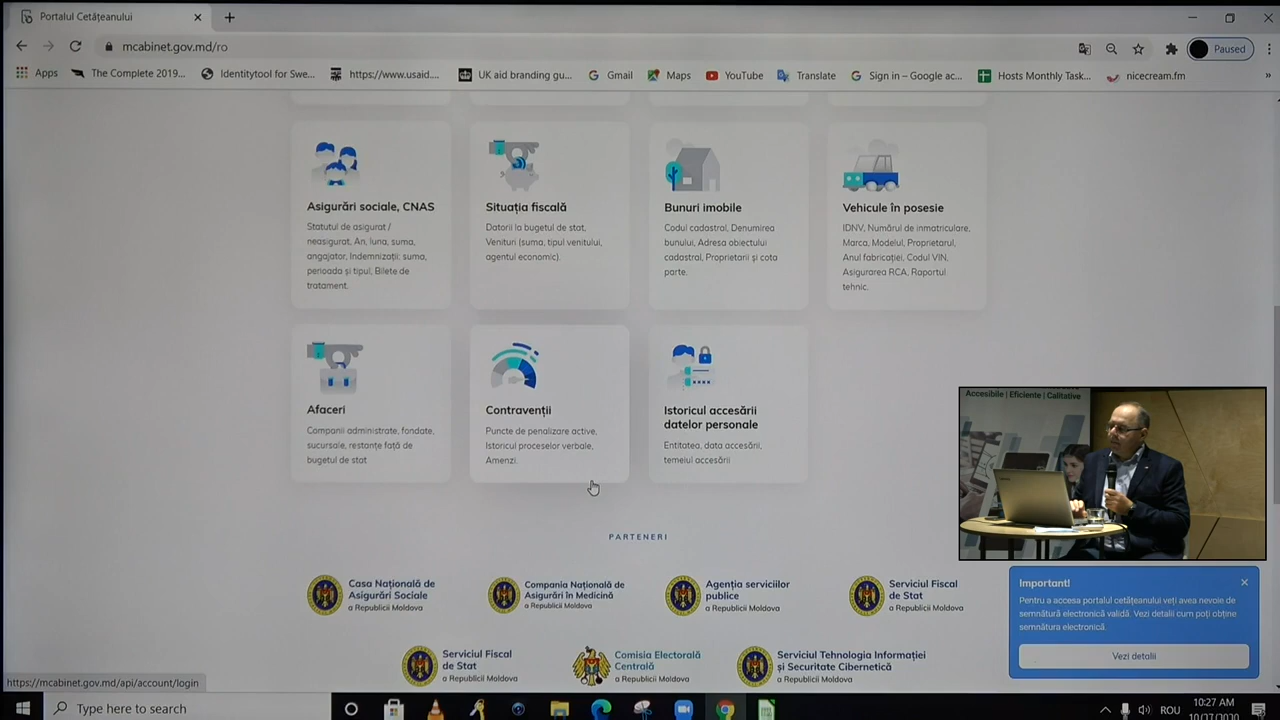 Portalul Cetățeanului
mcabinet.gov.md/ro
Paused
Apps
The Complete 2019...
Identitytool for Swe...
https://www.usaid....
UK aid branding gu...
Gmail
Maps
YouTube
Translate
Sign in – Google ac...
Hosts Monthly Task...
nicecream.fm
»
Asigurări sociale, CNAS
Statutul de asigurat /
neasigurat, An, luna, suma,
angajator, Indemnizații: suma,
perioada și tipul, Bilete de
tratament.
Situația fiscală
Datorii la bugetul de stat,
Venituri (suma, tipul venitului,
agentul economic).
Bunuri imobile
Codul cadastral, Denumirea
bunului, Adresa obiectului
cadastral, Proprietarii și cota
parte.
Vehicule în posesie
IDNV, Numărul de inmatriculare,
Marca, Modelul, Proprietarul,
Anul fabricației, Codul VIN,
Asigurarea RCA, Raportul
tehnic.
Afaceri
Companii administrate, fondate,
sucursale, restanțe față de
bugetul de stat
Contravenții
Puncte de penalizare active,
Istoricul proceselor verbale,
Amenzi.
Istoricul accesării
datelor personale
Entitatea, data accesării,
temeiul accesării
Accesibile | Eficiente | Calitative
PARTENERI
Casa Națională de
Asigurări Sociale
a Republicii Moldova
Compania Națională de
Asigurări în Medicină
a Republicii Moldova
Agenția serviciilor
publice
a Republicii Moldova
Serviciul Fiscal
de Stat
a Republicii Moldova
Serviciul Fiscal
de Stat
a Republicii Moldova
Comisia Electorală
Centrală
a Republicii Moldova
Serviciul Tehnologia Informației
și Securitate Cibernetică
a Republicii Moldova
Important!
Pentru a accesa portalul cetățeanului veți avea nevoie de
semnătură electronică validă. Vezi detalii cum poți obține
semnătura electronică.
Vezi detalii
https://mcabinet.gov.md/api/account/login
Type here to search
ROU
10:27 AM
10/27/2020